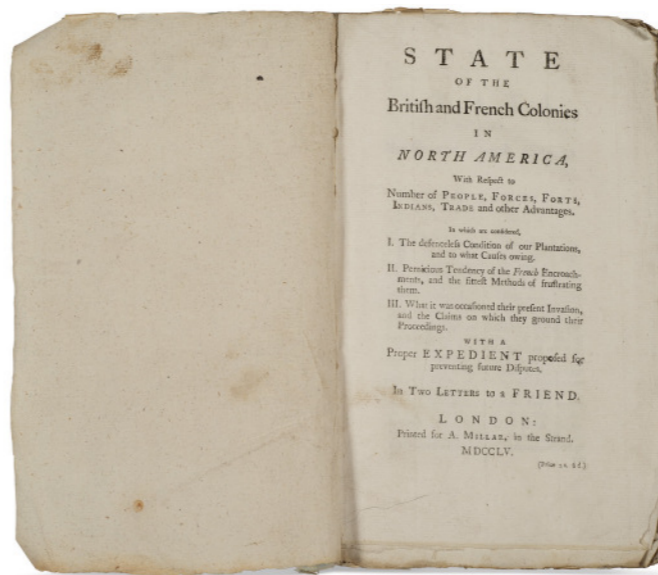 STATE
OF THE
Britiſh and French Colonies
IN
NORTH AMERICA,
With Reſpect to
Number of PEOPLE, FORCES, FORTS,
INDIANS, TRADE and other Advantages.
In which are conſidered,
I. The defenceleſs Condition of our Plantations,
and to what Cauſes owing.
II. Pernicious Tendency of the French Encroach-
ments, and the fitteſt Methods of fruſtrating
them.
III. What it was occaſioned their preſent Invaſion,
and the Claims on which they ground their
Proceedings.
WITH A
Proper EXPEDIENT propoſed for
preventing future Diſputes.
In TWO LETTERS to a FRIEND.
LONDON:
Printed for A. MILLAR, in the Strand.
MDCCLV.
(Price 2s. 6d.)